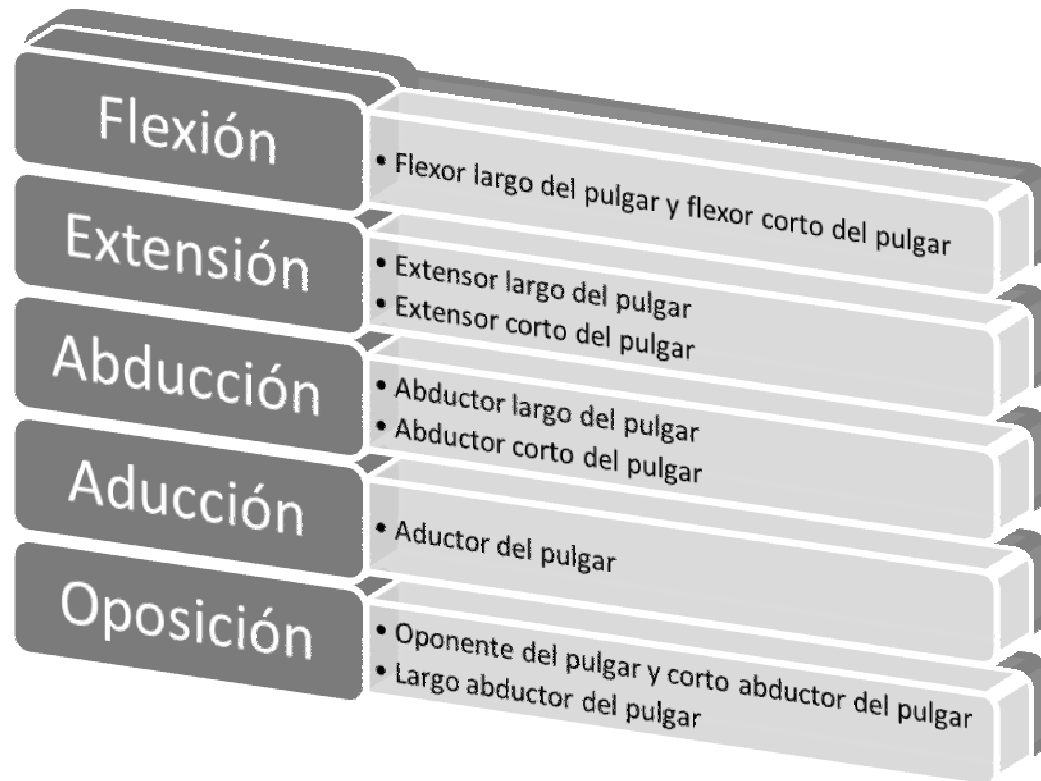 Flexión
• Flexor largo del pulgar y flexor corto del pulgar
Extensión
• Extensor largo del pulgar
• Extensor corto del pulgar
Abducción
• Abductor largo del pulgar
• Abductor corto del pulgar
Aducción
• Aductor del pulgar
Oposición
• Oponente del pulgar y corto abductor del pulgar
• Largo abductor del pulgar